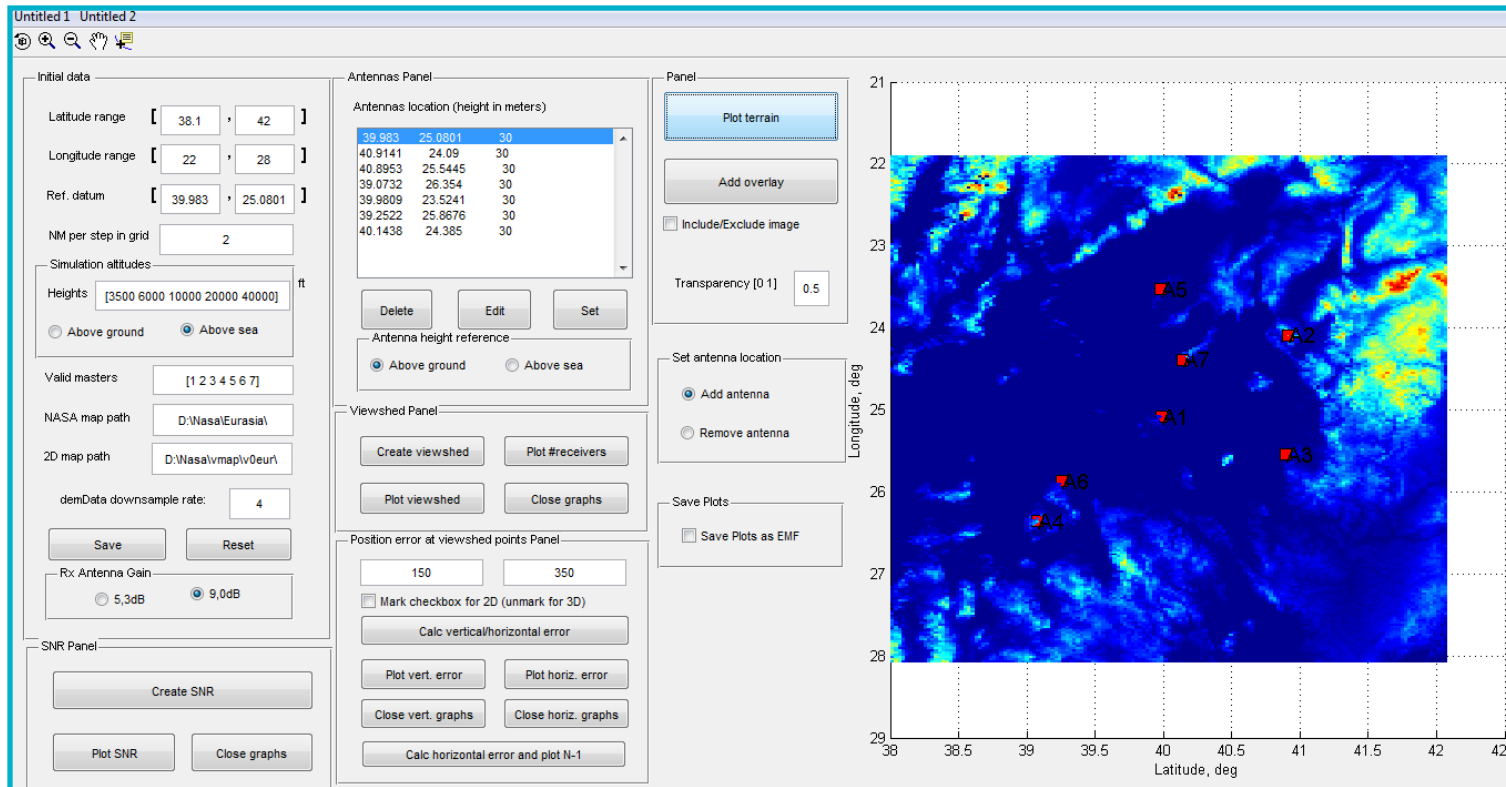 Untitled 1 Untitled 2
Initial data
Latitude range [ 38.1 , 42 ]
Longitude range [ 22 , 28 ]
Ref. datum [ 39.983 , 25.0801 ]
NM per step in grid 2
Simulation altitudes
Heights [3500 6000 10000 20000 40000] ft
Above ground Above sea
Valid masters [1 2 3 4 5 6 7]
NASA map path D:\Nasa\Eurasia\
2D map path D:\Nasa\vmap\v0eur\
demData downsample rate: 4
Save Reset
Rx Antenna Gain
5,3dB 9,0dB
SNR Panel
Create SNR
Plot SNR Close graphs
Antennas Panel
Antennas location (height in meters)
39.983 25.0801 30
40.9141 24.09 30
40.8953 25.5445 30
39.0732 26.354 30
39.9809 23.5241 30
39.2522 25.8676 30
40.1438 24.385 30
Delete Edit Set
Antenna height reference
Above ground Above sea
Viewshed Panel
Create viewshed Plot #receivers
Plot viewshed Close graphs
Position error at viewshed points Panel
150 350
Mark checkbox for 2D (unmark for 3D)
Calc vertical/horizontal error
Plot vert. error Plot horiz. error
Close vert. graphs Close horiz. graphs
Calc horizontal error and plot N-1
Panel
Plot terrain
Add overlay
Include/Exclude image
Transparency [0 1] 0.5
Set antenna location
Add antenna
Remove antenna
Save Plots
Save Plots as EMF
21
22
23
24
25
26
27
28
29
Longitude, deg
A5
A2
A7
A1
A3
A6
A4
38 38.5 39 39.5 40 40.5 41 41.5 42 42
Latitude, deg